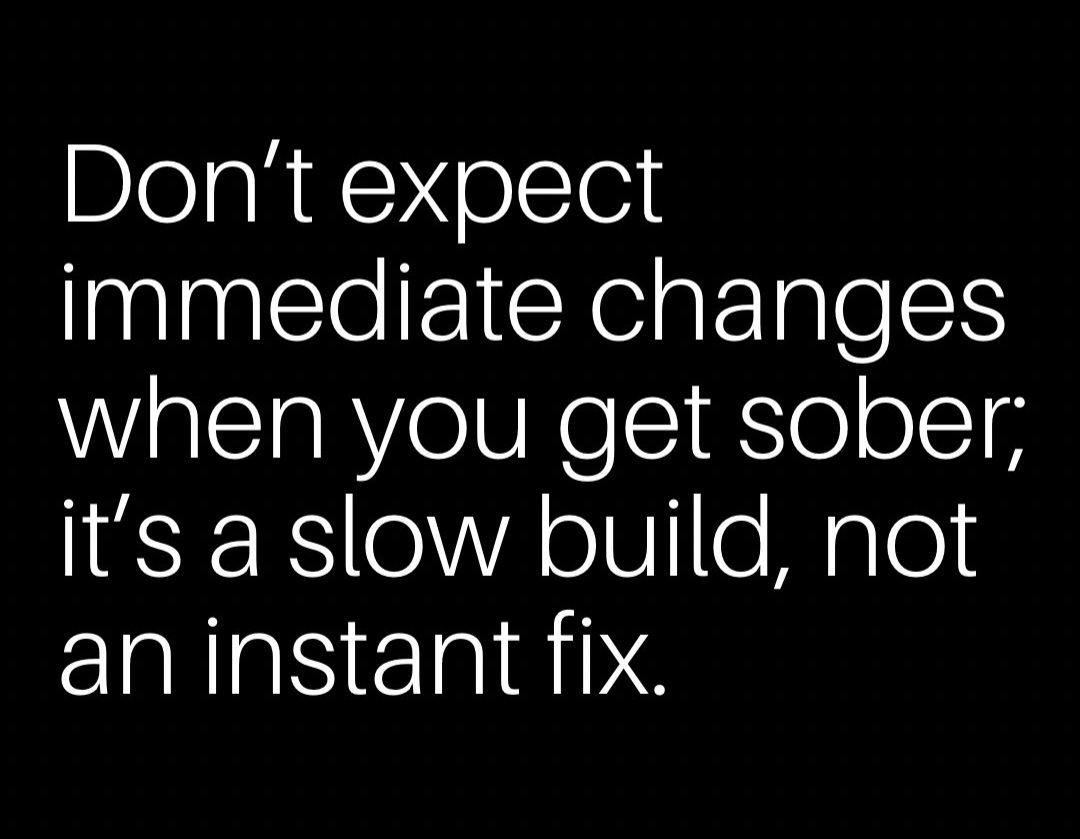 Don’t expect
immediate changes
when you get sober;
it’s a slow build, not
an instant fix.